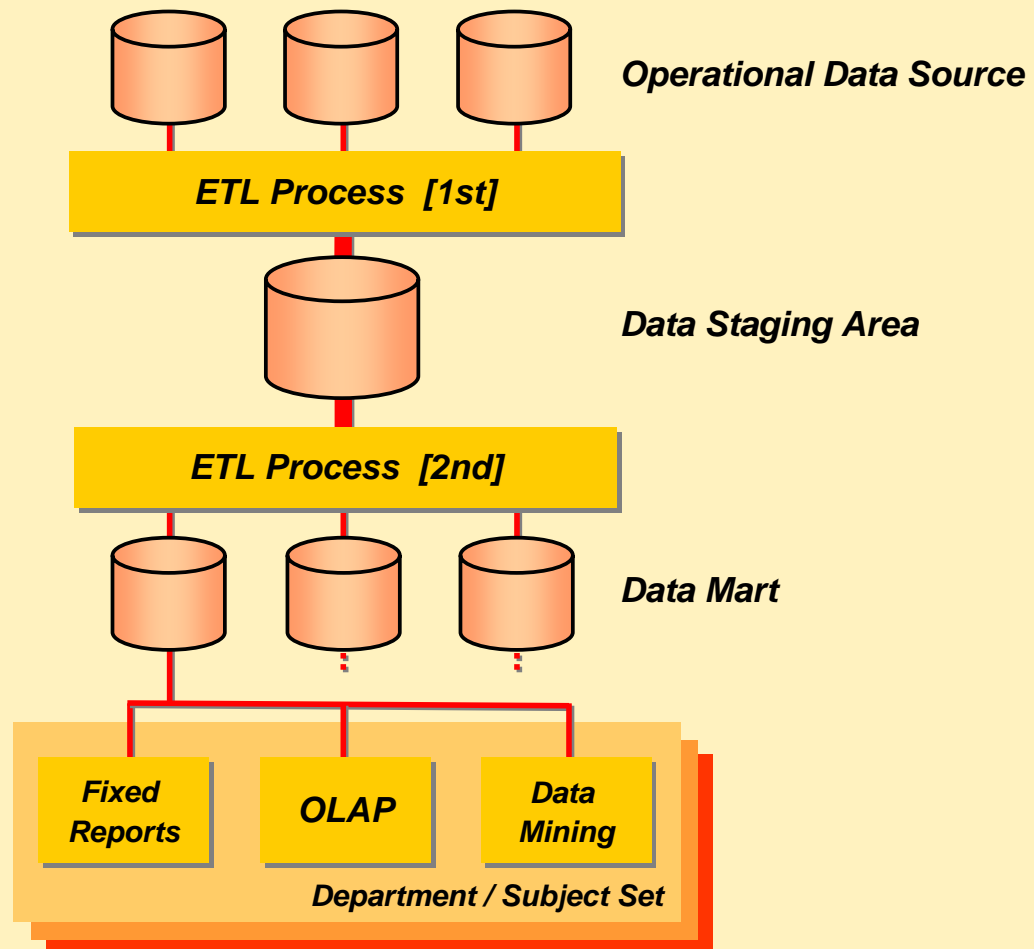 Operational Data Source
ETL Process [1st]
Data Staging Area
ETL Process [2nd]
Data Mart
Fixed
Reports
OLAP
Data
Mining
Department / Subject Set